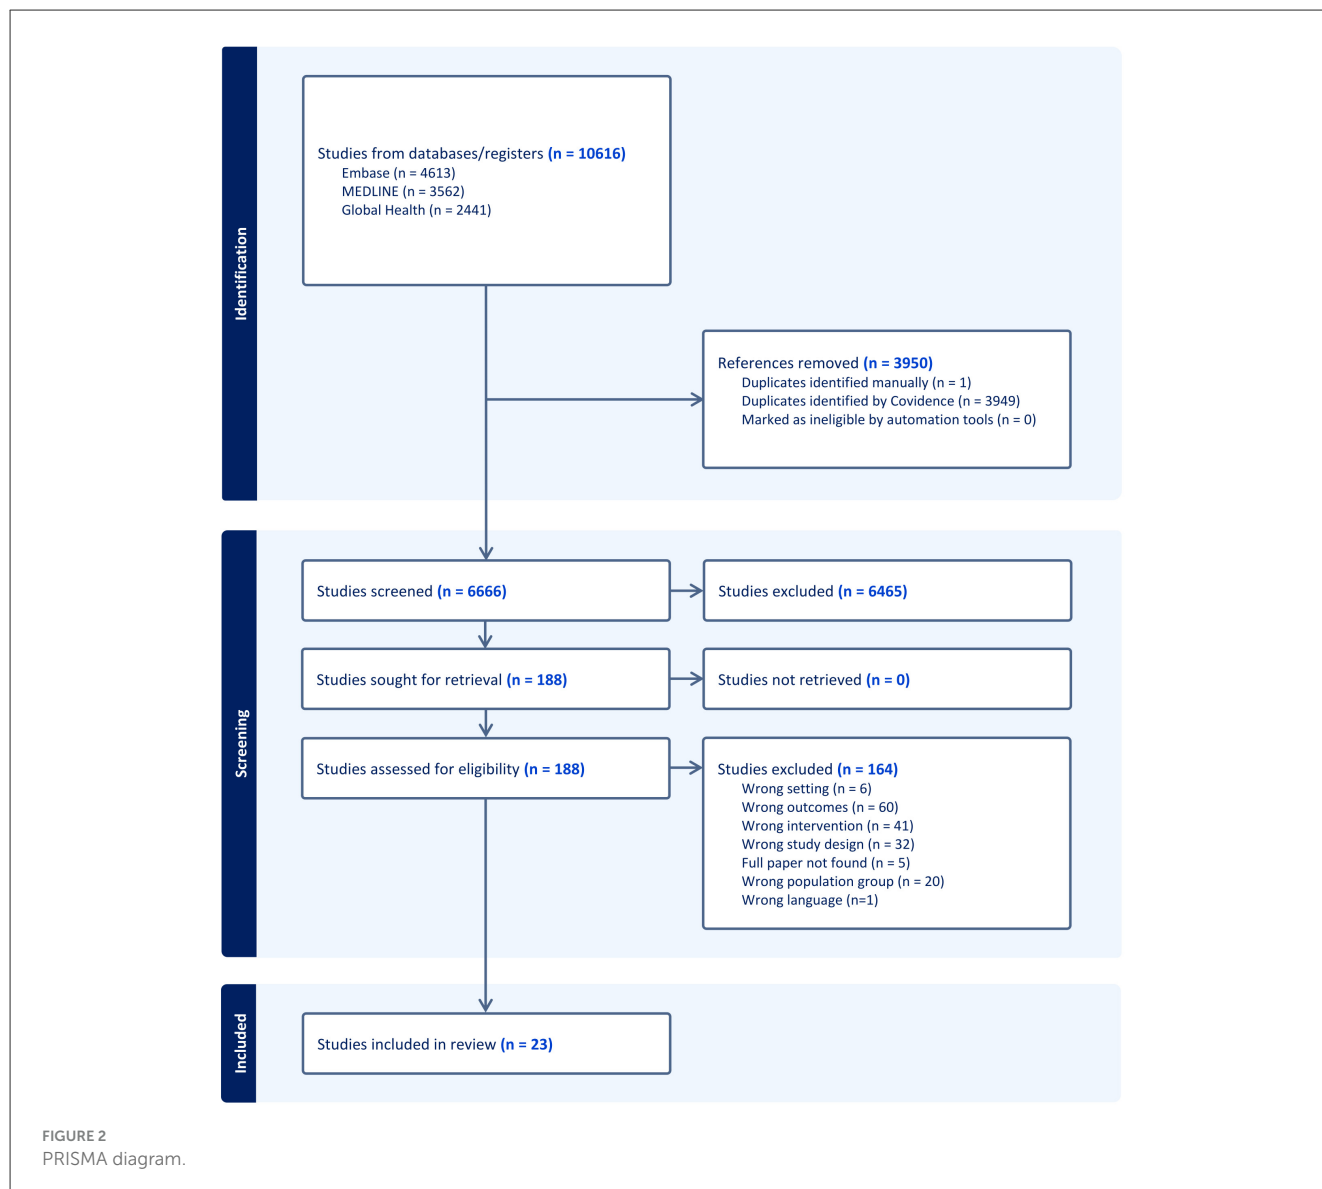 Identification
Studies from databases/registers (n = 10616)
Embase (n = 4613)
MEDLINE (n = 3562)
Global Health (n = 2441)
References removed (n = 3950)
Duplicates identified manually (n = 1)
Duplicates identified by Covidence (n = 3949)
Marked as ineligible by automation tools (n = 0)
Screening
Studies screened (n = 6666)
Studies excluded (n = 6465)
Studies sought for retrieval (n = 188)
Studies not retrieved (n = 0)
Studies assessed for eligibility (n = 188)
Studies excluded (n = 164)
Wrong setting (n = 6)
Wrong outcomes (n = 60)
Wrong intervention (n = 41)
Wrong study design (n = 32)
Full paper not found (n = 5)
Wrong population group (n = 20)
Wrong language (n=1)
Included
Studies included in review (n = 23)
FIGURE 2
PRISMA diagram.